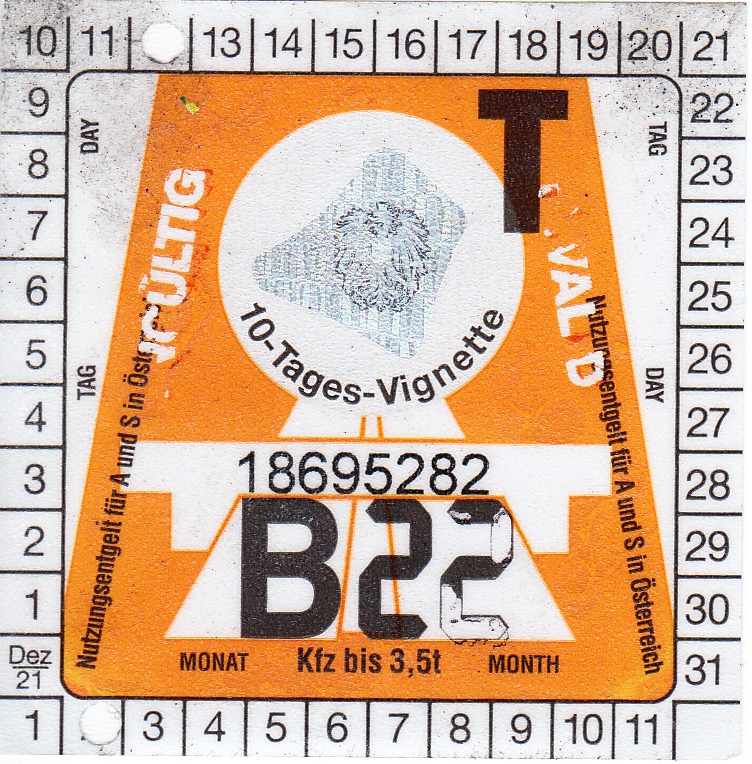 10 11 13 14 15 16 17 18 19 20 21
9 22
8 23
7 24
6 25
5 26
4 27
3 28
2 29
1 30
Dez
21
31
1 3 4 5 6 7 8 9 10 11
DAY
TAG
T
10-Tages-Vignette
TAG
DAY
Nutzungsentgelt für A und S in
Nutzungsentgelt für A und S in Österreich
18695282
B22
MONAT Kfz bis 3,5t MONTH